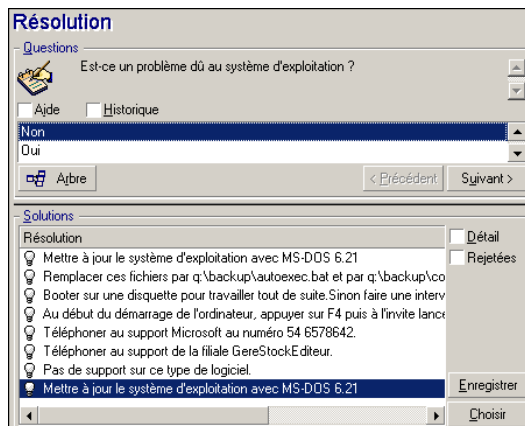 Résolution
Questions
Est-ce un problème dû au système d'exploitation ?
Aide Historique
Non
Oui
Arbre < Précédent Suivant >
Solutions
Résolution Détail
Mettre à jour le système d'exploitation avec MS-DOS 6.21 Rejetées
Remplacer ces fichiers par q:\backup\autoexec.bat et par q:\backup\co
Booter sur une disquette pour travailler tout de suite.Sinon faire une interv
Au début du démarrage de l'ordinateur, appuyer sur F4 puis à l'invite lance
Téléphoner au support Microsoft au numéro 54 6578642.
Téléphoner au support de la filiale GereStockEditeur.
Pas de support sur ce type de logiciel.
Mettre à jour le système d'exploitation avec MS-DOS 6.21 Enregistrer
Choisir